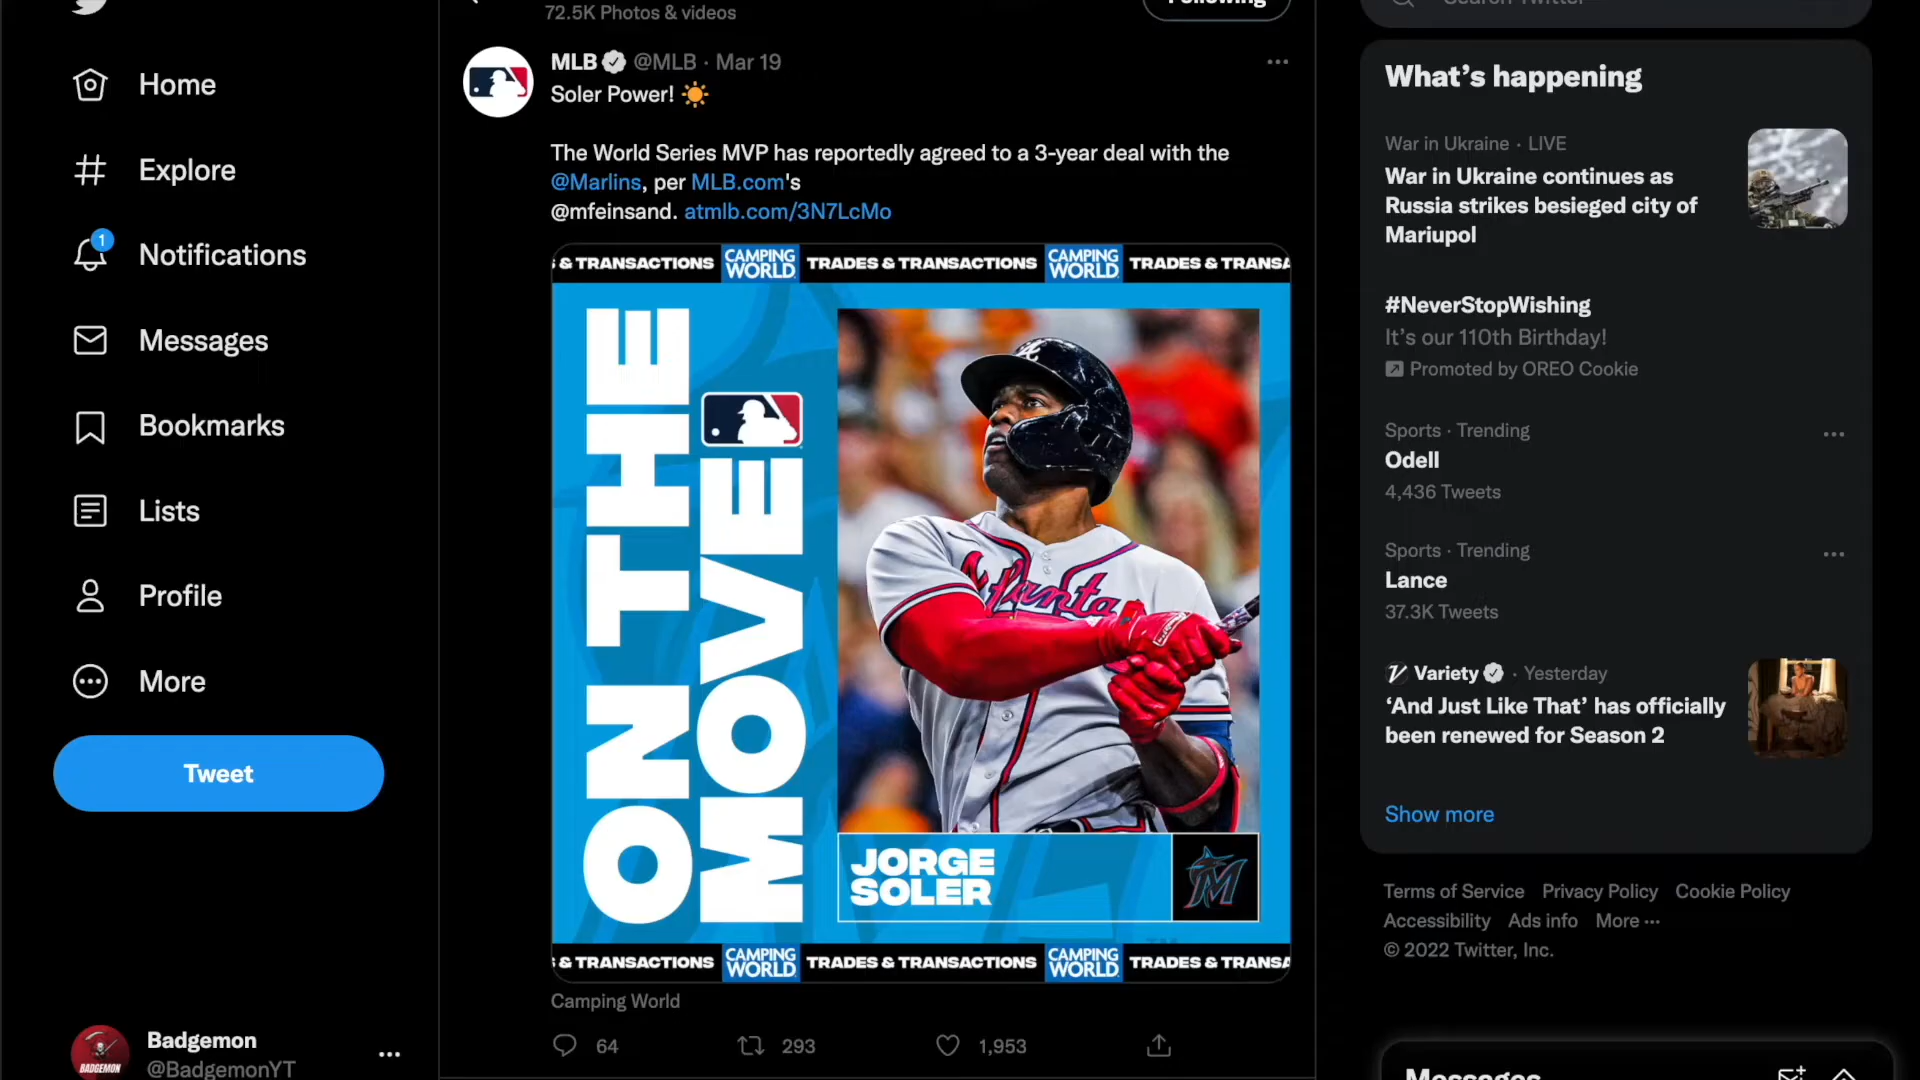 Home
Explore
1
Notifications
Messages
Bookmarks
Lists
Profile
More
Tweet
Badgemon
@BadgemonYT
BADGEMON
72.5K Photos & videos
Following
MLB @MLB · Mar 19
Soler Power!
The World Series MVP has reportedly agreed to a 3-year deal with the
@Marlins, per MLB.com's
@mfeinsand. atmlb.com/3N7LcMo
& TRANSACTIONS CAMPING WORLD TRADES & TRANSACTIONS CAMPING WORLD TRADES & TRANSA
ON THE
MOVE
Atlanta
JORGE
SOLER
M
& TRANSACTIONS CAMPING WORLD TRADES & TRANSACTIONS CAMPING WORLD TRADES & TRANSA
Camping World
64 293 1,953
Search Twitter
What's happening
War in Ukraine · LIVE
War in Ukraine continues as
Russia strikes besieged city of
Mariupol
#NeverStopWishing
It's our 110th Birthday!
Promoted by OREO Cookie
Sports · Trending
Odell
4,436 Tweets
Sports · Trending
Lance
37.3K Tweets
Variety · Yesterday
‘And Just Like That’ has officially
been renewed for Season 2
Show more
Terms of Service Privacy Policy Cookie Policy
Accessibility Ads info More ···
© 2022 Twitter, Inc.
Messages